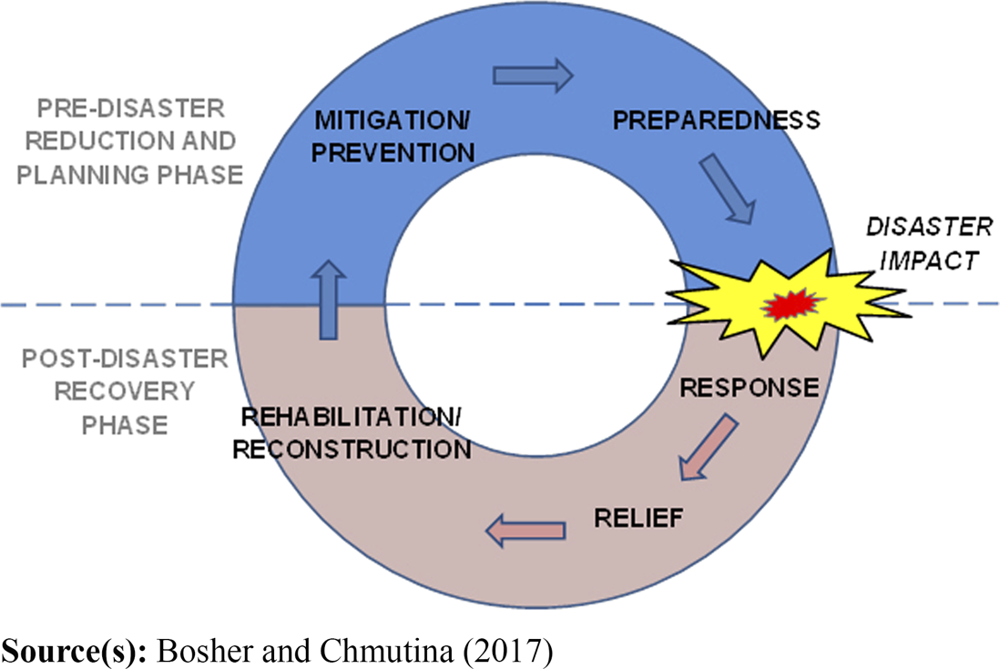 PRE-DISASTER
REDUCTION AND
PLANNING PHASE
MITIGATION/
PREVENTION
PREPAREDNESS
DISASTER
IMPACT
POST-DISASTER
RECOVERY
PHASE
REHABILITATION/
RECONSTRUCTION
RESPONSE
RELIEF
Source(s): Bosher and Chmutina (2017)